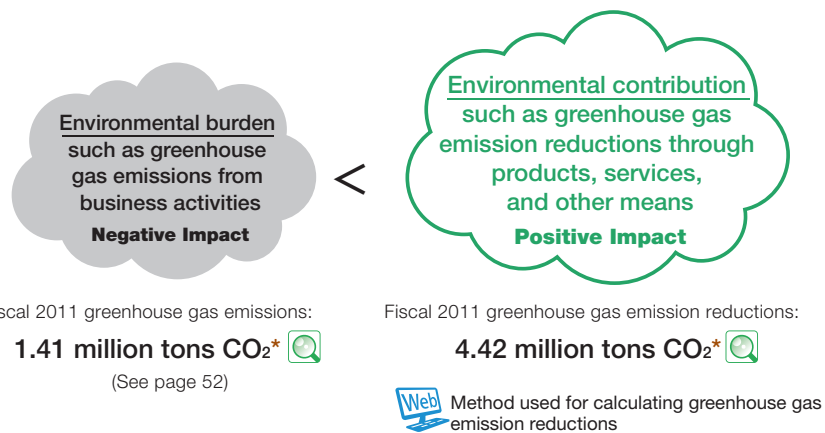 Environmental burden
such as greenhouse
gas emissions from
business activities
Negative Impact
<
Environmental contribution
such as greenhouse gas
emission reductions through
products, services,
and other means
Positive Impact
iscal 2011 greenhouse gas emissions:
1.41 million tons CO₂*
(See page 52)
Fiscal 2011 greenhouse gas emission reductions:
4.42 million tons CO₂*
Web
Method used for calculating greenhouse gas
emission reductions